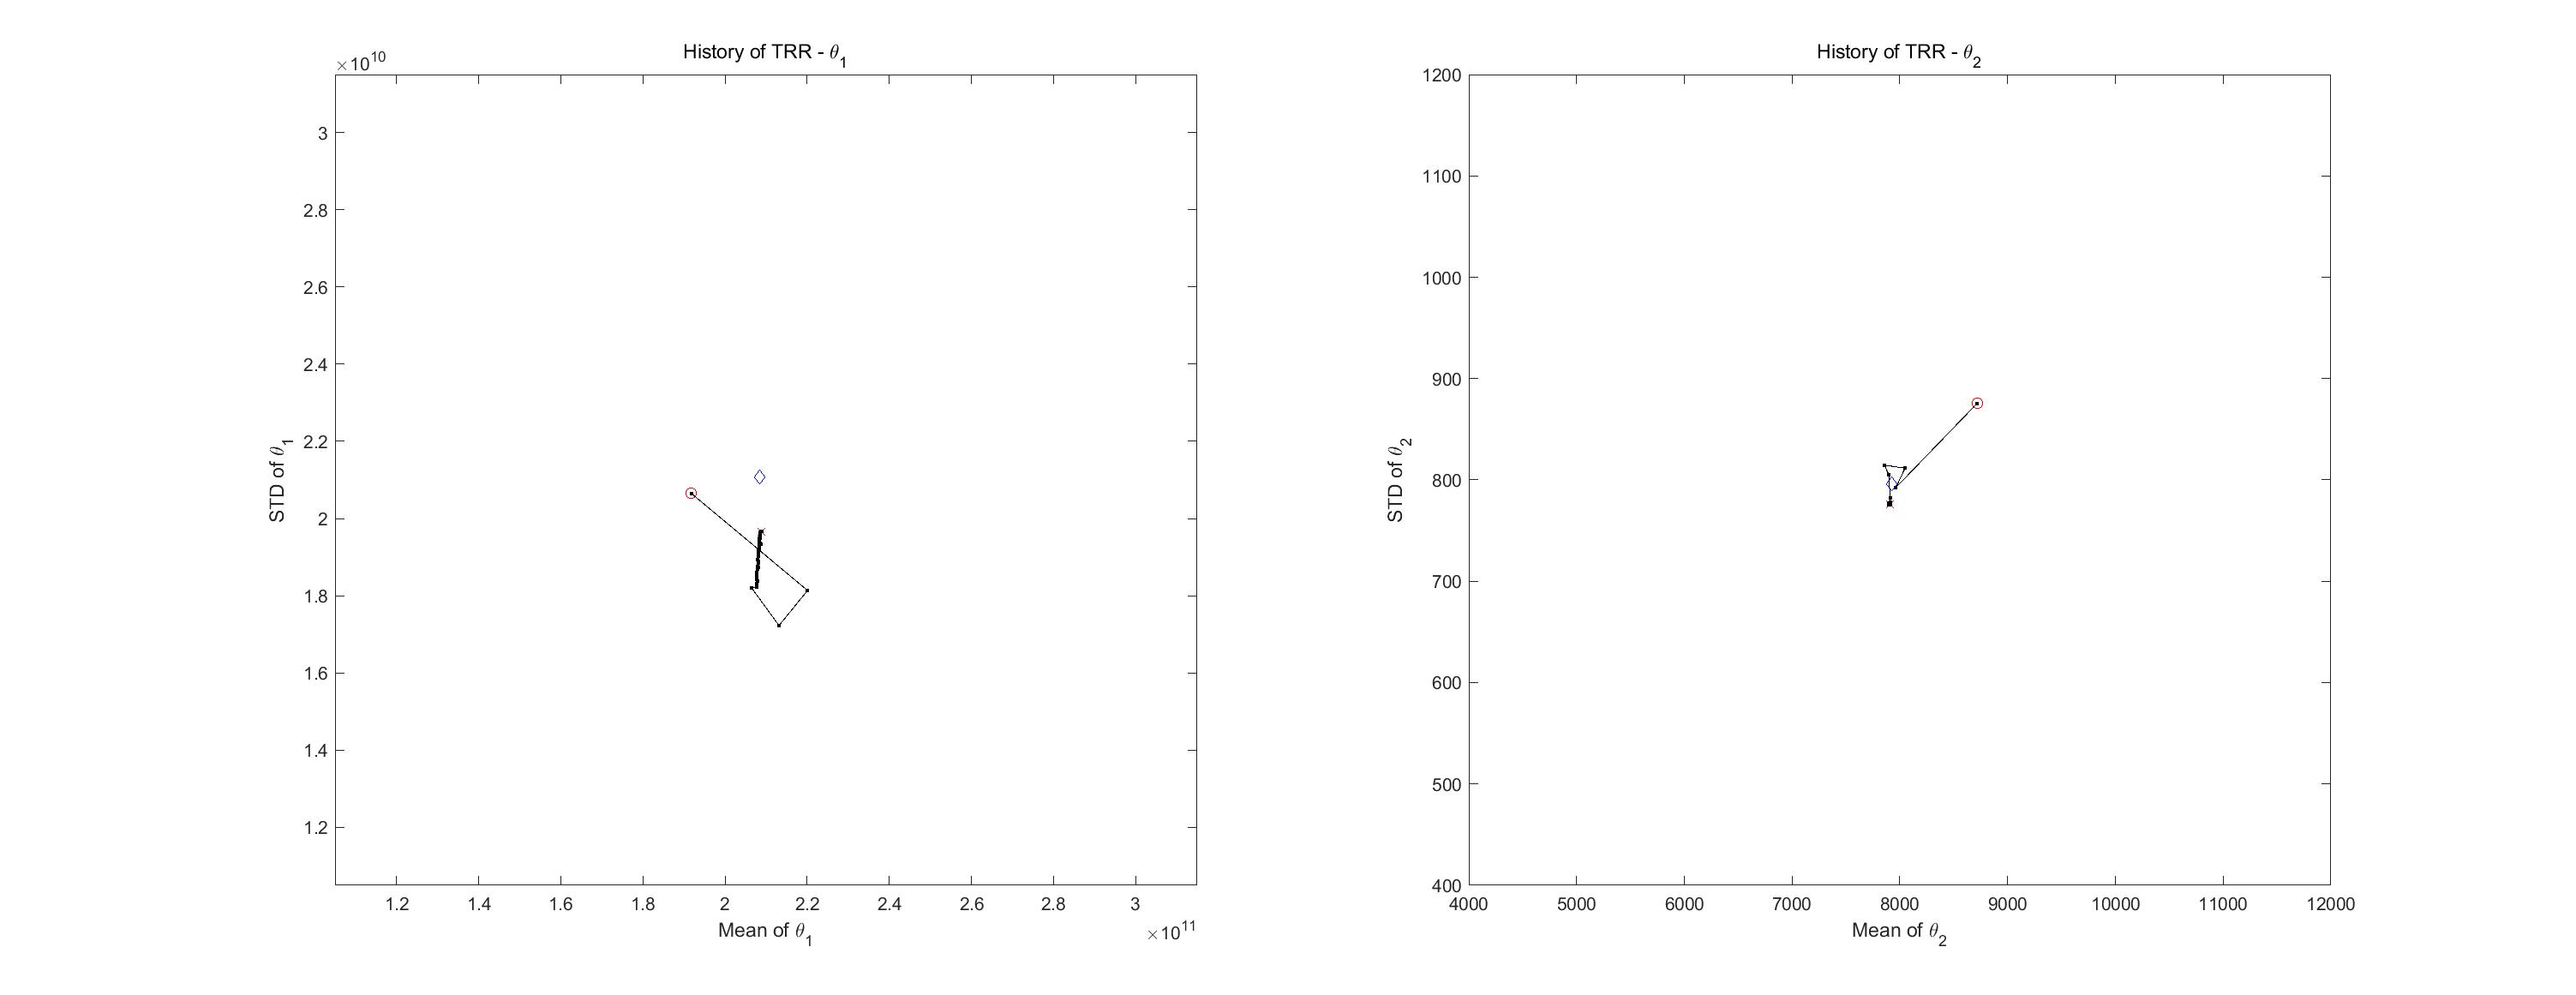 History of TRR - θ1
×10^10
3
2.8
2.6
2.4
2.2
2
1.8
1.6
1.4
1.2
STD of θ1
1.2 1.4 1.6 1.8 2 2.2 2.4 2.6 2.8 3
Mean of θ1
×10^11
History of TRR - θ2
1200
1100
1000
900
800
700
600
500
400
STD of θ2
4000 5000 6000 7000 8000 9000 10000 11000 12000
Mean of θ2